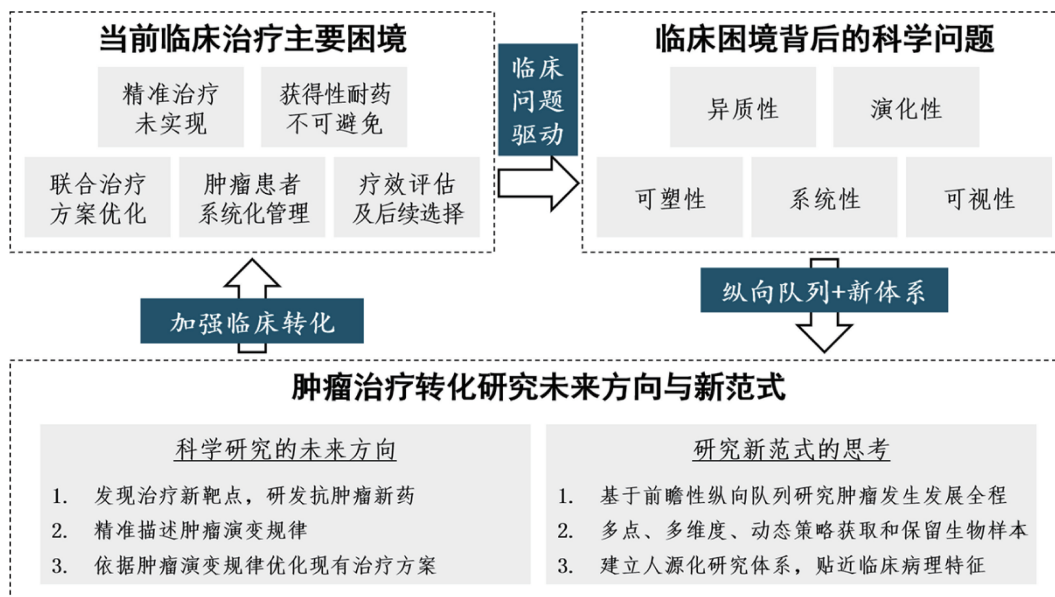 当前临床治疗主要困境
精准治疗
未实现
获得性耐药
不可避免
联合治疗
方案优化
肿瘤患者
系统化管理
疗效评估
及后续选择
临床
问题
驱动
临床困境背后的科学问题
异质性
演化性
可塑性
系统性
可视性
加强临床转化
纵向队列+新体系
肿瘤治疗转化研究未来方向与新范式
科学研究的未来方向
1. 发现治疗新靶点，研发抗肿瘤新药
2. 精准描述肿瘤演变规律
3. 依据肿瘤演变规律优化现有治疗方案
研究新范式的思考
1. 基于前瞻性纵向队列研究肿瘤发生发展全程
2. 多点、多维度、动态策略获取和保留生物样本
3. 建立人源化研究体系，贴近临床病理特征